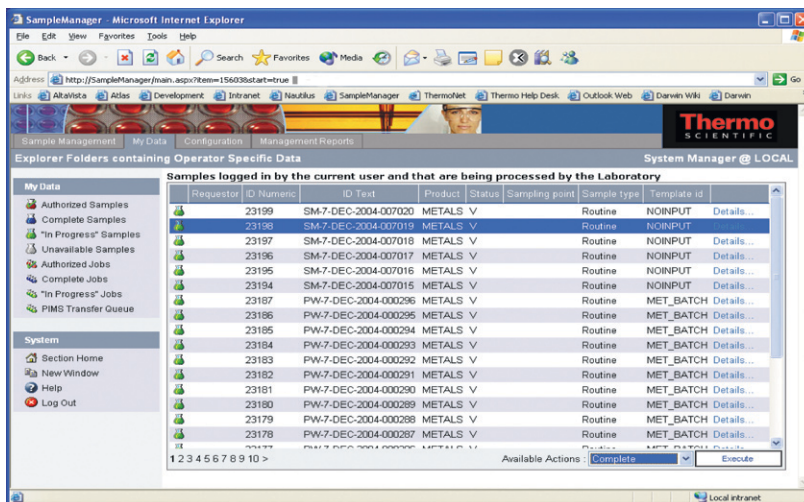 SampleManager - Microsoft Internet Explorer
File Edit View Favorites Tools Help
Back Search Favorites Media
Address http://SampleManager/main.aspx?item=15603&start=true Go
Links AltaVista Atlas Development Intranet Nautilus SampleManager ThermoNet Thermo Help Desk Outlook Web Darwin Wiki Darwin
Thermo
SCIENTIFIC
Sample Management My Data Configuration Management Reports
Explorer Folders containing Operator Specific Data System Manager @ LOCAL
My Data
Authorized Samples
Complete Samples
"In Progress" Samples
Unavailable Samples
Authorized Jobs
Complete Jobs
"In Progress" Jobs
PIMS Transfer Queue
System
Section Home
New Window
Help
Log Out
Samples logged in by the current user and that are being processed by the Laboratory
Requestor ID Numeric ID Text Product Status Sampling point Sample type Template id
23199 SM-7-DEC-2004-007020 METALS V Routine NOINPUT Details...
23198 SM-7-DEC-2004-007019 METALS V Routine NOINPUT Details...
23197 SM-7-DEC-2004-007018 METALS V Routine NOINPUT Details...
23196 SM-7-DEC-2004-007017 METALS V Routine NOINPUT Details...
23195 SM-7-DEC-2004-007016 METALS V Routine NOINPUT Details...
23194 SM-7-DEC-2004-007015 METALS V Routine NOINPUT Details...
23187 PW-7-DEC-2004-000296 METALS V Routine MET_BATCH Details...
23186 PW-7-DEC-2004-000295 METALS V Routine MET_BATCH Details...
23185 PW-7-DEC-2004-000294 METALS V Routine MET_BATCH Details...
23184 PW-7-DEC-2004-000293 METALS V Routine MET_BATCH Details...
23183 PW-7-DEC-2004-000292 METALS V Routine MET_BATCH Details...
23182 PW-7-DEC-2004-000291 METALS V Routine MET_BATCH Details...
23181 PW-7-DEC-2004-000290 METALS V Routine MET_BATCH Details...
23180 PW-7-DEC-2004-000289 METALS V Routine MET_BATCH Details...
23179 PW-7-DEC-2004-000288 METALS V Routine MET_BATCH Details...
23178 PW-7-DEC-2004-000287 METALS V Routine MET_BATCH Details...
1 2 3 4 5 6 7 8 9 10 > Available Actions : Complete Execute
Local intranet